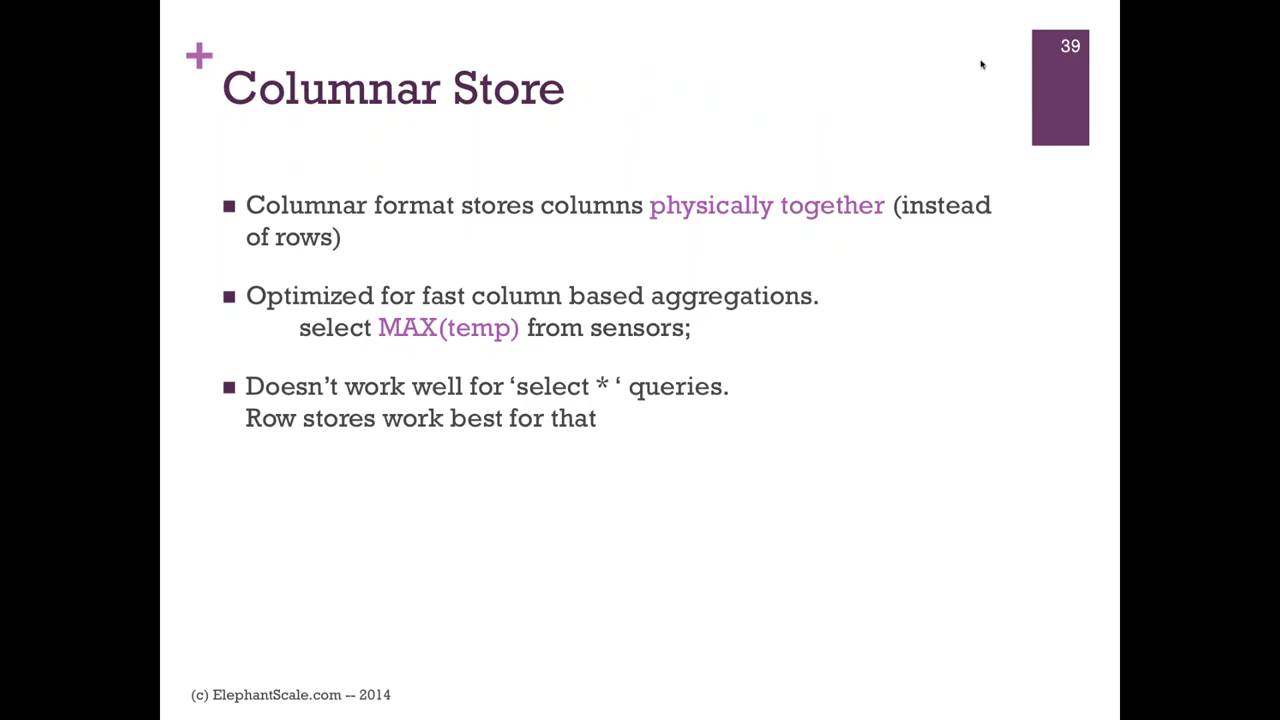 39
+
Columnar Store
■ Columnar format stores columns physically together (instead
of rows)
■ Optimized for fast column based aggregations.
select MAX(temp) from sensors;
■ Doesn’t work well for ‘select * ‘ queries.
Row stores work best for that
(c) ElephantScale.com -- 2014